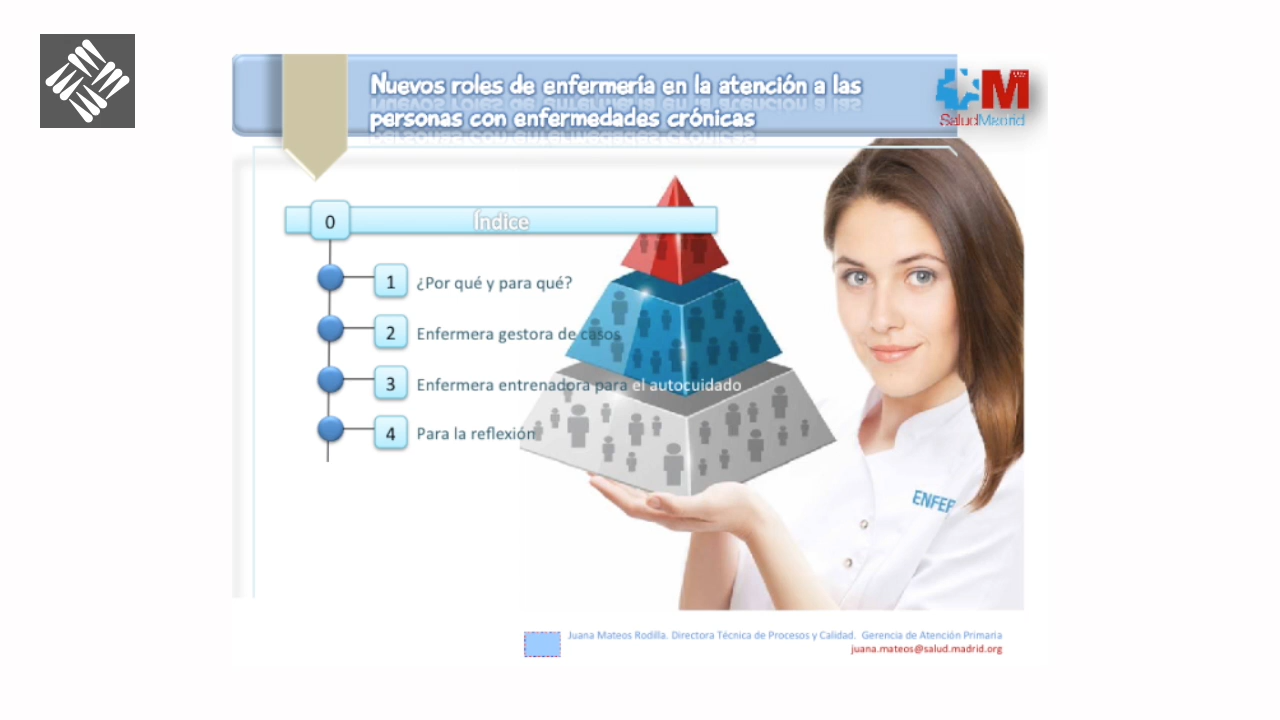 Nuevos roles de enfermería en la atención a las
personas con enfermedades crónicas
M
SaludMadrid
0 Índice
1 ¿Por qué y para qué?
2 Enfermera gestora de casos
3 Enfermera entrenadora para el autocuidado
4 Para la reflexión
ENFER
Juana Mateos Rodilla. Directora Técnica de Procesos y Calidad. Gerencia de Atención Primaria
juana.mateos@salud.madrid.org